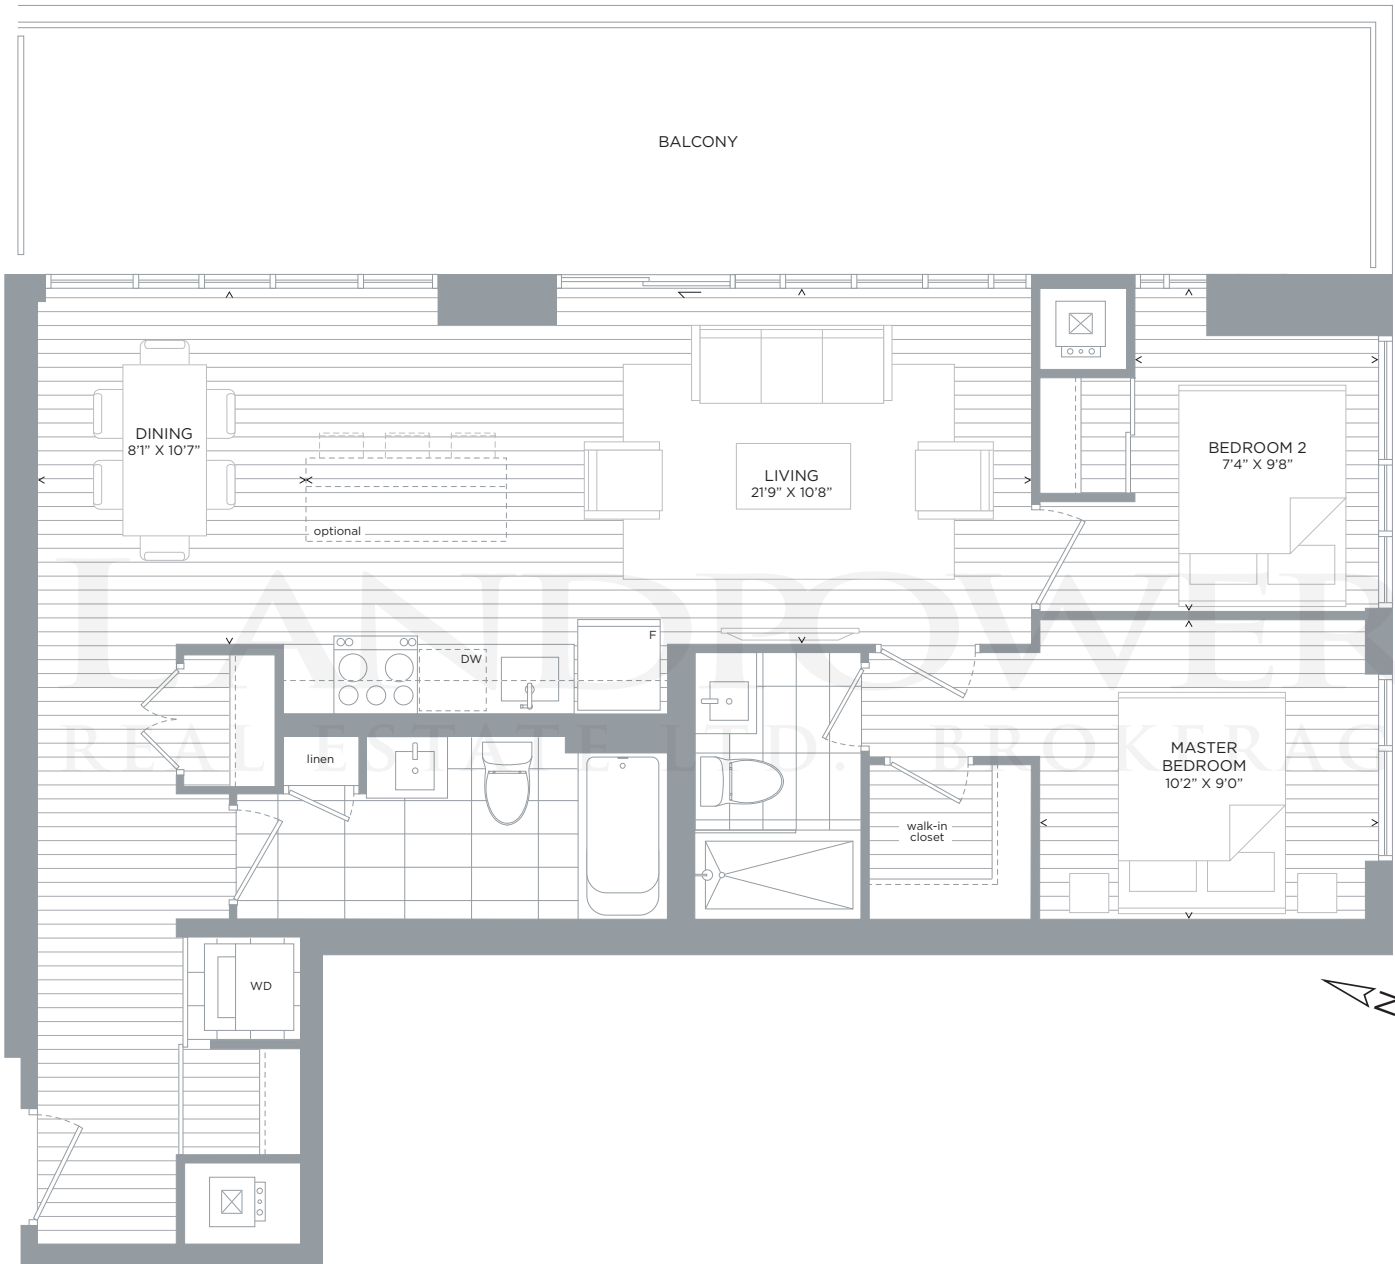 BALCONY
DINING
8'1" X 10'7"
LIVING
21'9" X 10'8"
BEDROOM 2
7'4" X 9'8"
optional
F
DW
linen
MASTER
BEDROOM
10'2" X 9'0"
walk-in
closet
WD
N
LANDPOWER
REAL ESTATE LTD. BROKERAG